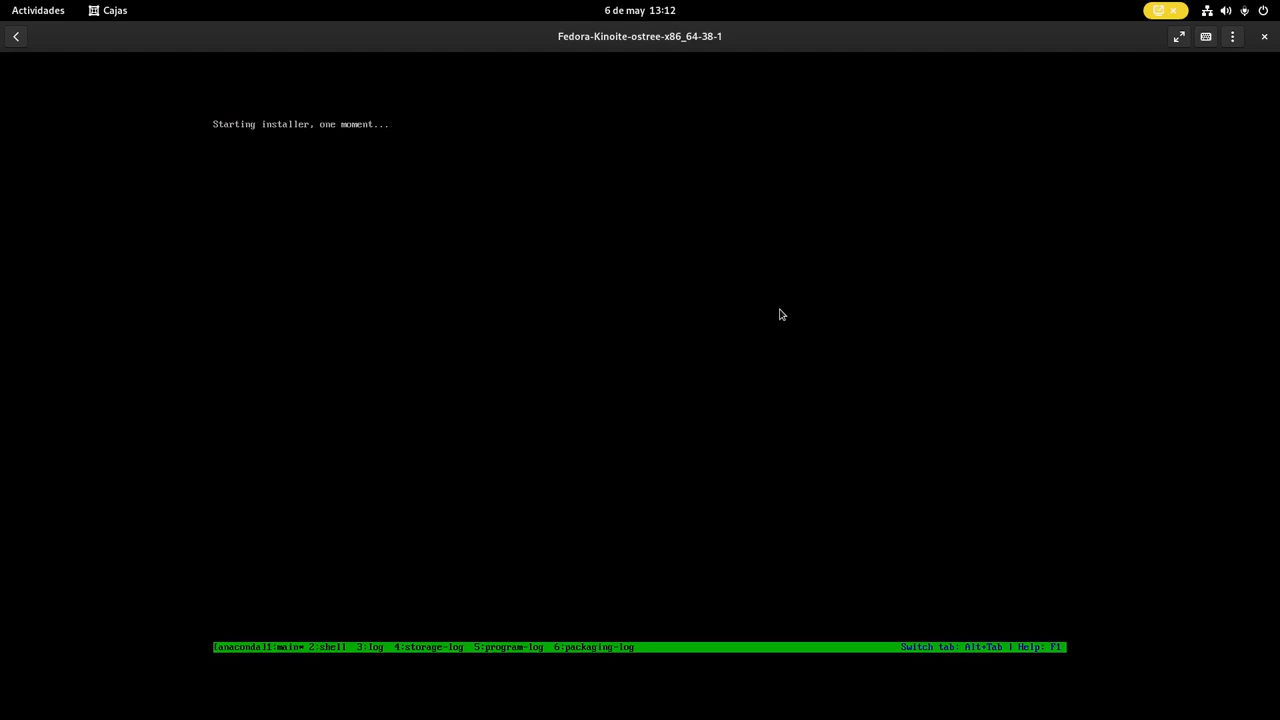 Actividades Cajas 6 de may 13:12
Fedora-Kinoite-ostree-x86_64-38-1
Starting installer, one moment...
[anaconda]1:main* 2:shell 3:log 4:storage-log 5:program-log 6:packaging-log Switch tab: Alt+Tab | Help: F1